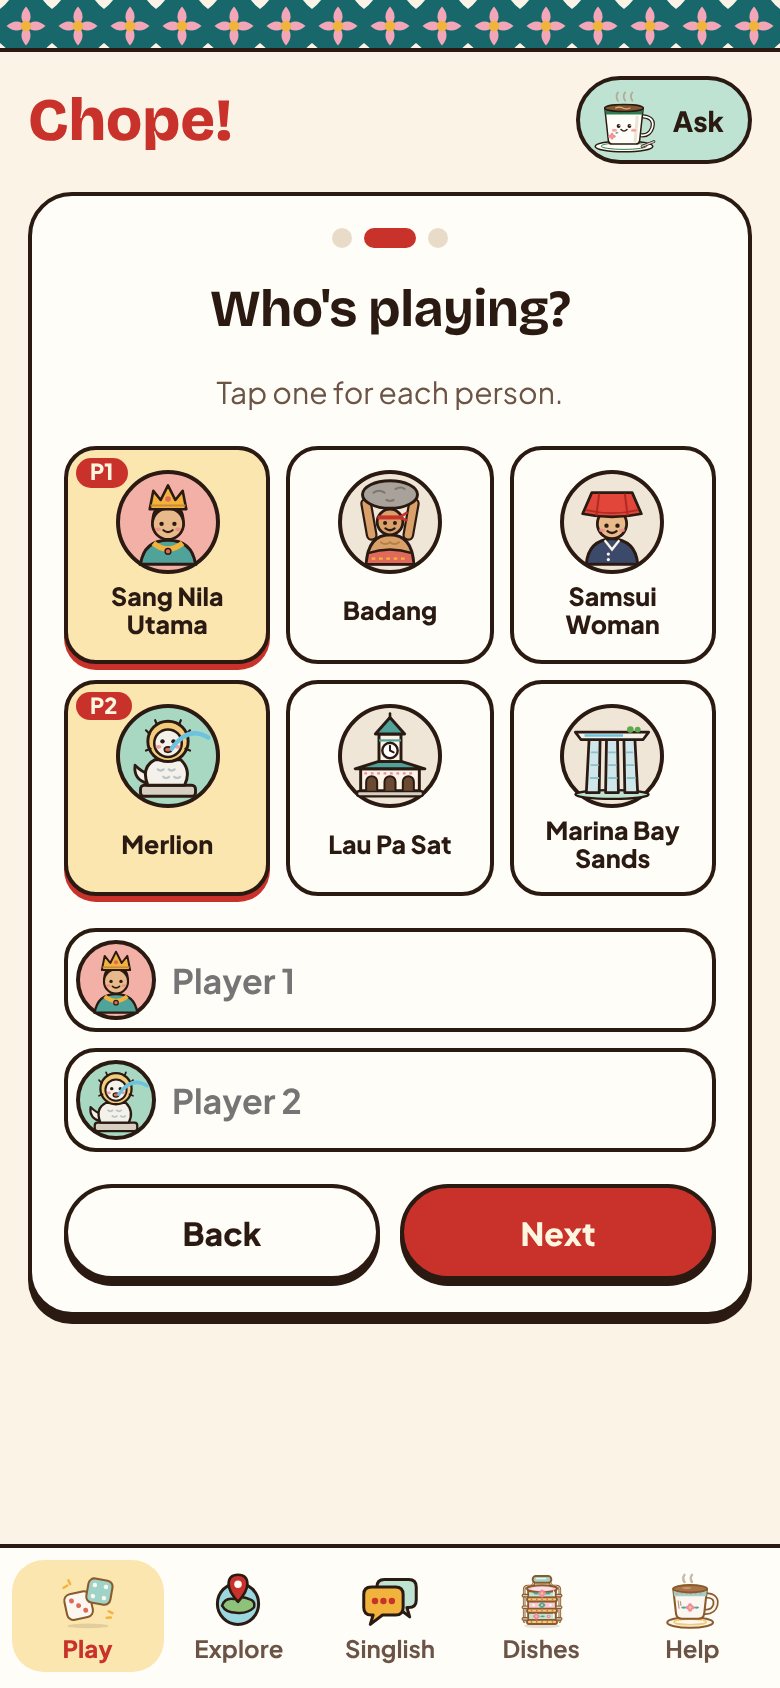 Chope!
Ask
Who's playing?
Tap one for each person.
P1
Sang Nila
Utama
Badang
Samsui
Woman
P2
Merlion
Lau Pa Sat
Marina Bay
Sands
Player 1
Player 2
Back
Next
Play
Explore
Singlish
Dishes
Help